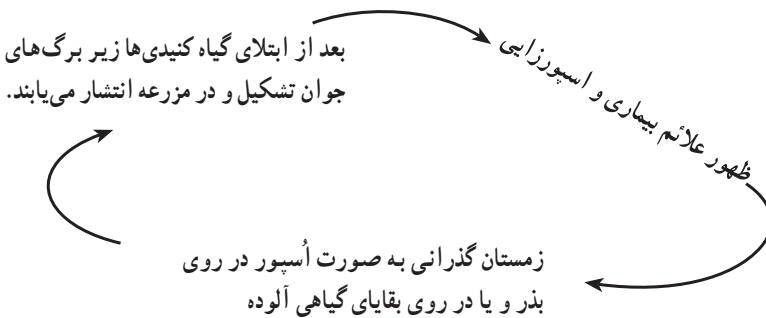 بعد از ابتلای گیاه کنیدی‌ها زیر برگ‌های
جوان تشکیل و در مزرعه انتشار می‌یابند.
ظهور علائم بیماری و اسپورزایی
زمستان گذرانی به صورت اُسپور در روی
بذر و یا در روی بقایای گیاهی آلوده